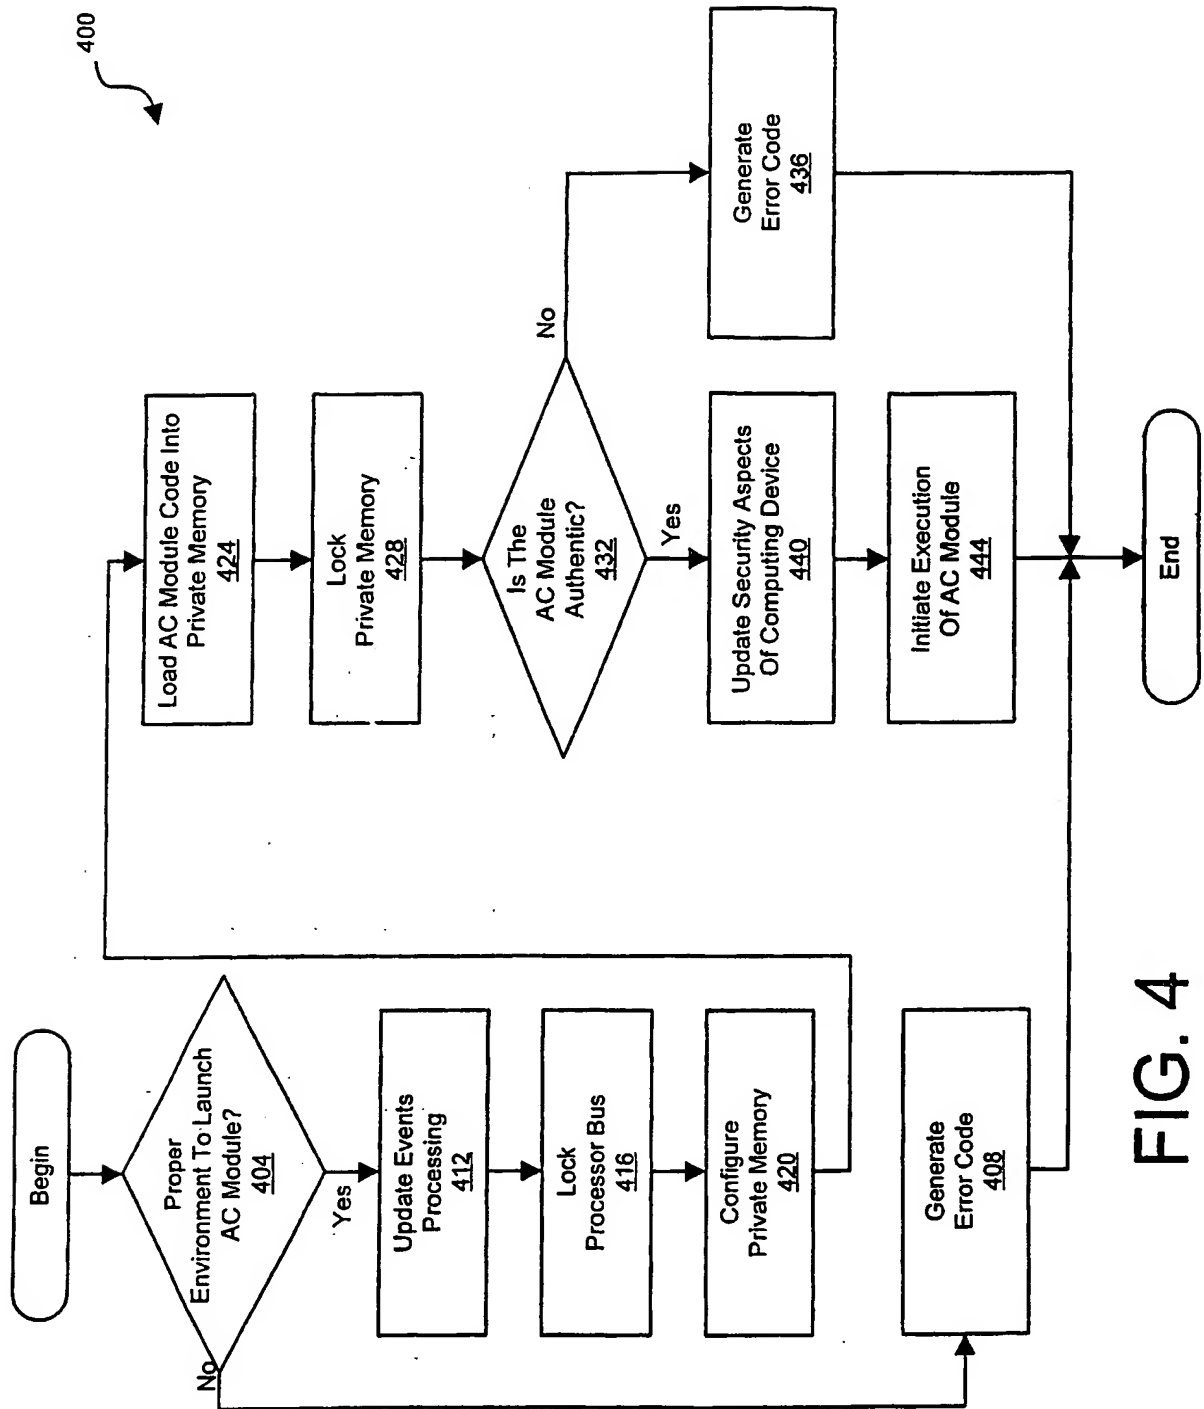 400
Begin
Proper
Environment To Launch
AC Module?
404
No
Yes
Update Events
Processing
412
Lock
Processor Bus
416
Configure
Private Memory
420
Generate
Error Code
408
Load AC Module Code Into
Private Memory
424
Lock
Private Memory
428
Is The
AC Module
Authentic?
432
No
Yes
Generate
Error Code
436
Update Security Aspects
Of Computing Device
440
Initiate Execution
Of AC Module
444
End
FIG. 4